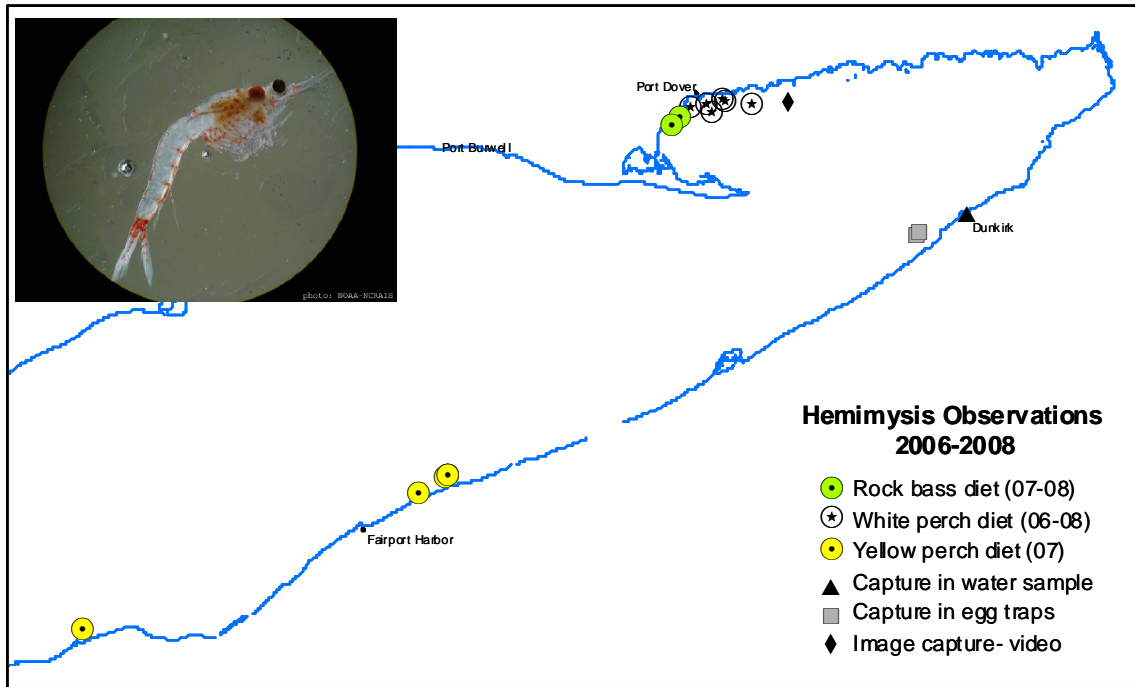 photo: NOAA-NCRAIS
Port Dover
Port Burwell
Dunkirk
Fairport Harbor
Hemimysis Observations
2006-2008
Rock bass diet (07-08)
White perch diet (06-08)
Yellow perch diet (07)
Capture in water sample
Capture in egg traps
Image capture- video